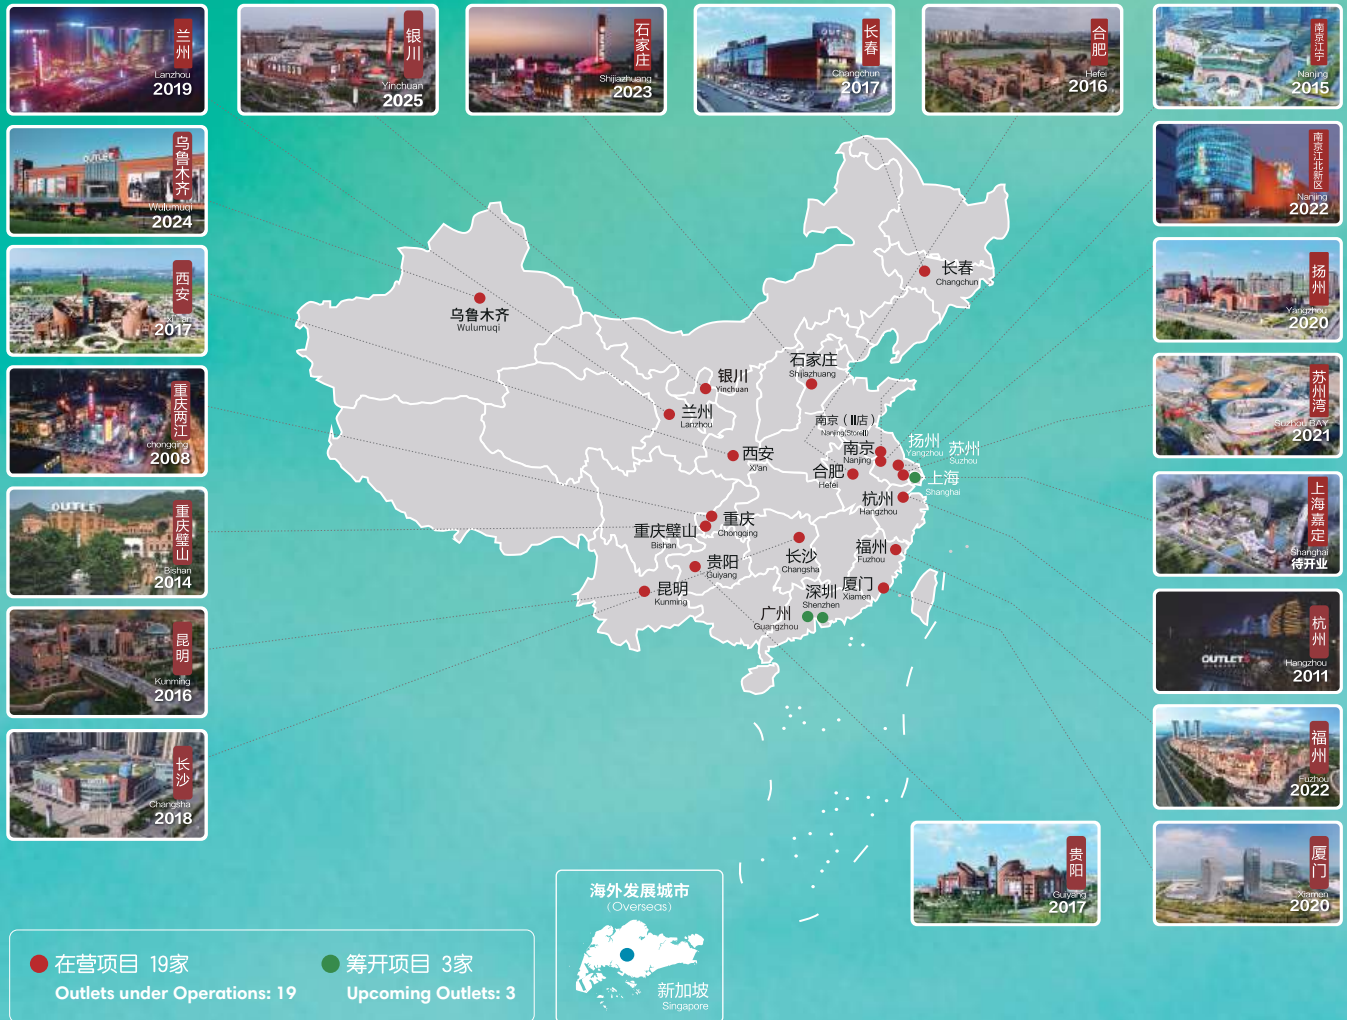 兰州
Lanzhou
2019
银川
Yinchuan
2025
石家庄
Shijiazhuang
2023
长春
Changchun
2017
合肥
Hefei
2016
南京江宁
Nanjing
2015
乌鲁木齐
OUTLET
Wulumuqi
2024
南京江北新区
Nanjing
2022
西安
Xi'an
2017
扬州
Yangzhou
2020
重庆两江
chongqing
2008
苏州湾
Suzhou BAY
2021
重庆璧山
OUTLET
Bishan
2014
上海嘉定
Shanghai
待开业
昆明
Kunming
2016
杭州
OUTLET
Hangzhou
2011
长沙
Changsha
2018
福州
Fuzhou
2022
贵阳
Guiyang
2017
厦门
Xiamen
2020
长春
Changchun
乌鲁木齐
Wulumuqi
石家庄
Shijiazhuang
银川
Yinchuan
兰州
Lanzhou
南京（Ⅱ店）
Nanjing(StoreⅡ)
南京
Nanjing
扬州
Yangzhou
苏州
Suzhou
西安
Xi'an
合肥
Hefei
上海
Shanghai
杭州
Hangzhou
重庆
Chongqing
重庆璧山
Bishan
长沙
Changsha
福州
Fuzhou
贵阳
Guiyang
昆明
Kunming
深圳
Shenzhen
厦门
Xiamen
广州
Guangzhou
海外发展城市
(Overseas)
新加坡
Singapore
在营项目 19家
Outlets under Operations: 19
筹开项目 3家
Upcoming Outlets: 3